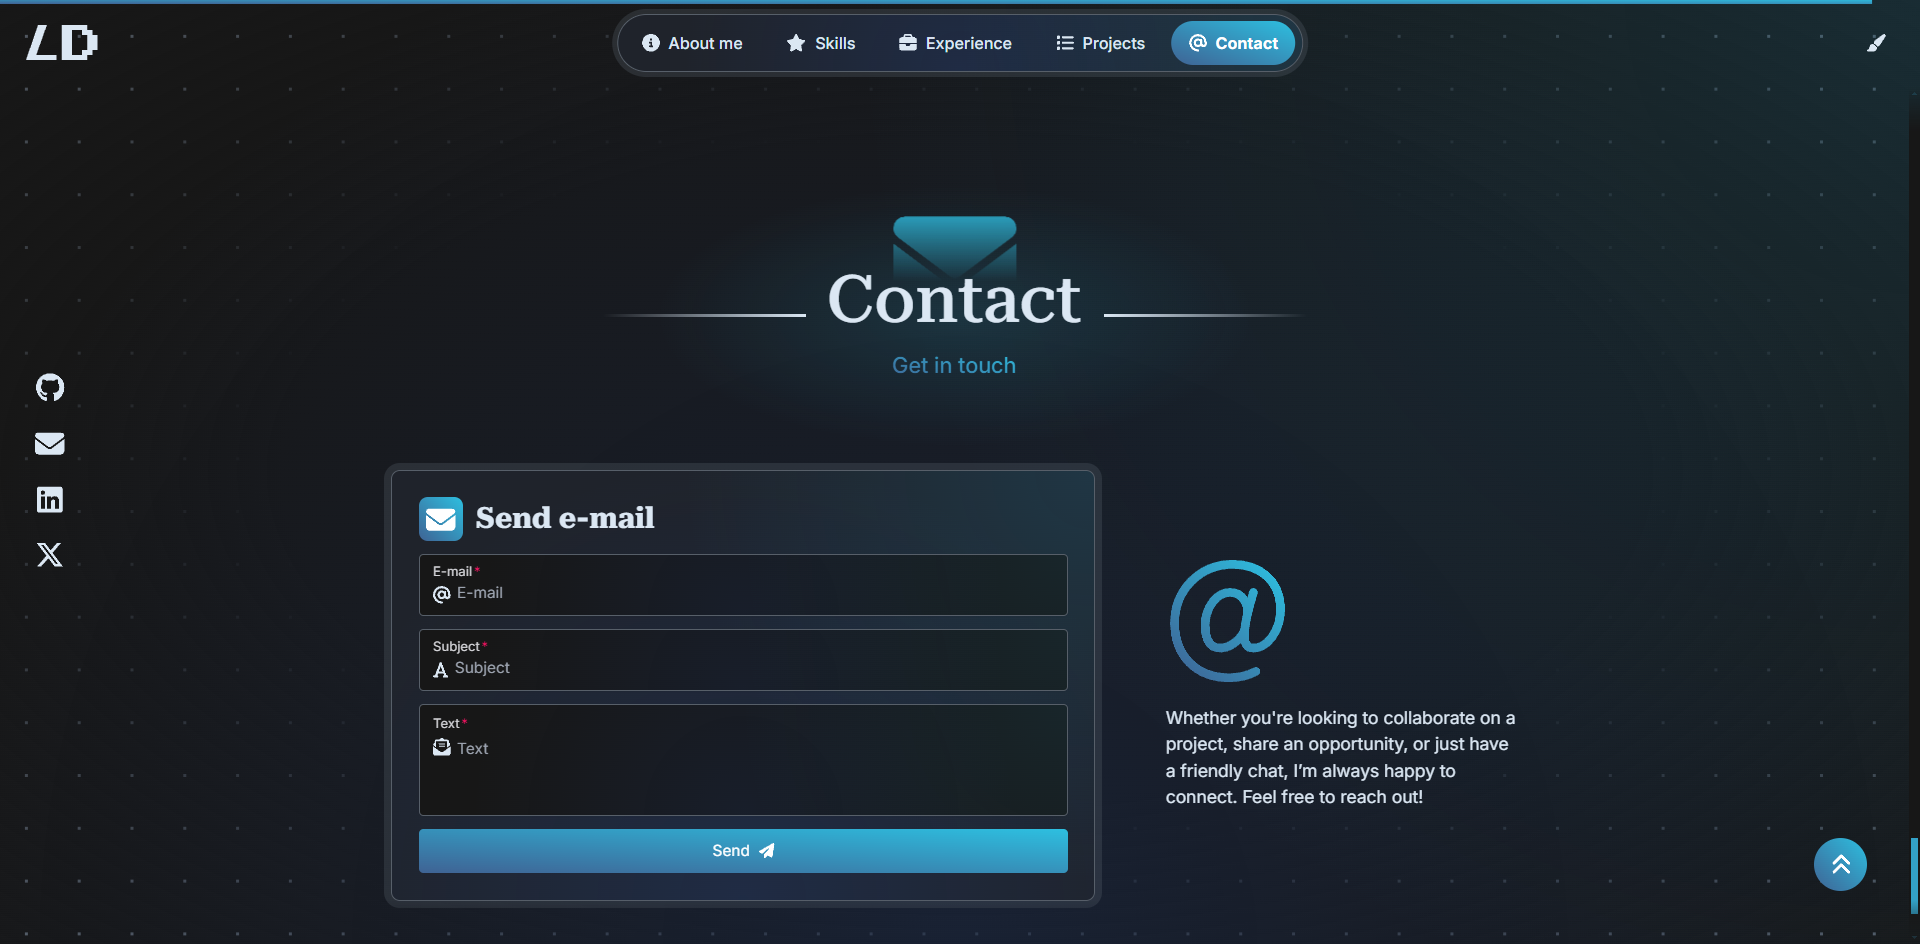 LD
About me
Skills
Experience
Projects
Contact
Contact
Get in touch
Send e-mail
E-mail*
E-mail
Subject*
Subject
Text*
Text
Send
Whether you're looking to collaborate on a
project, share an opportunity, or just have
a friendly chat, I’m always happy to
connect. Feel free to reach out!